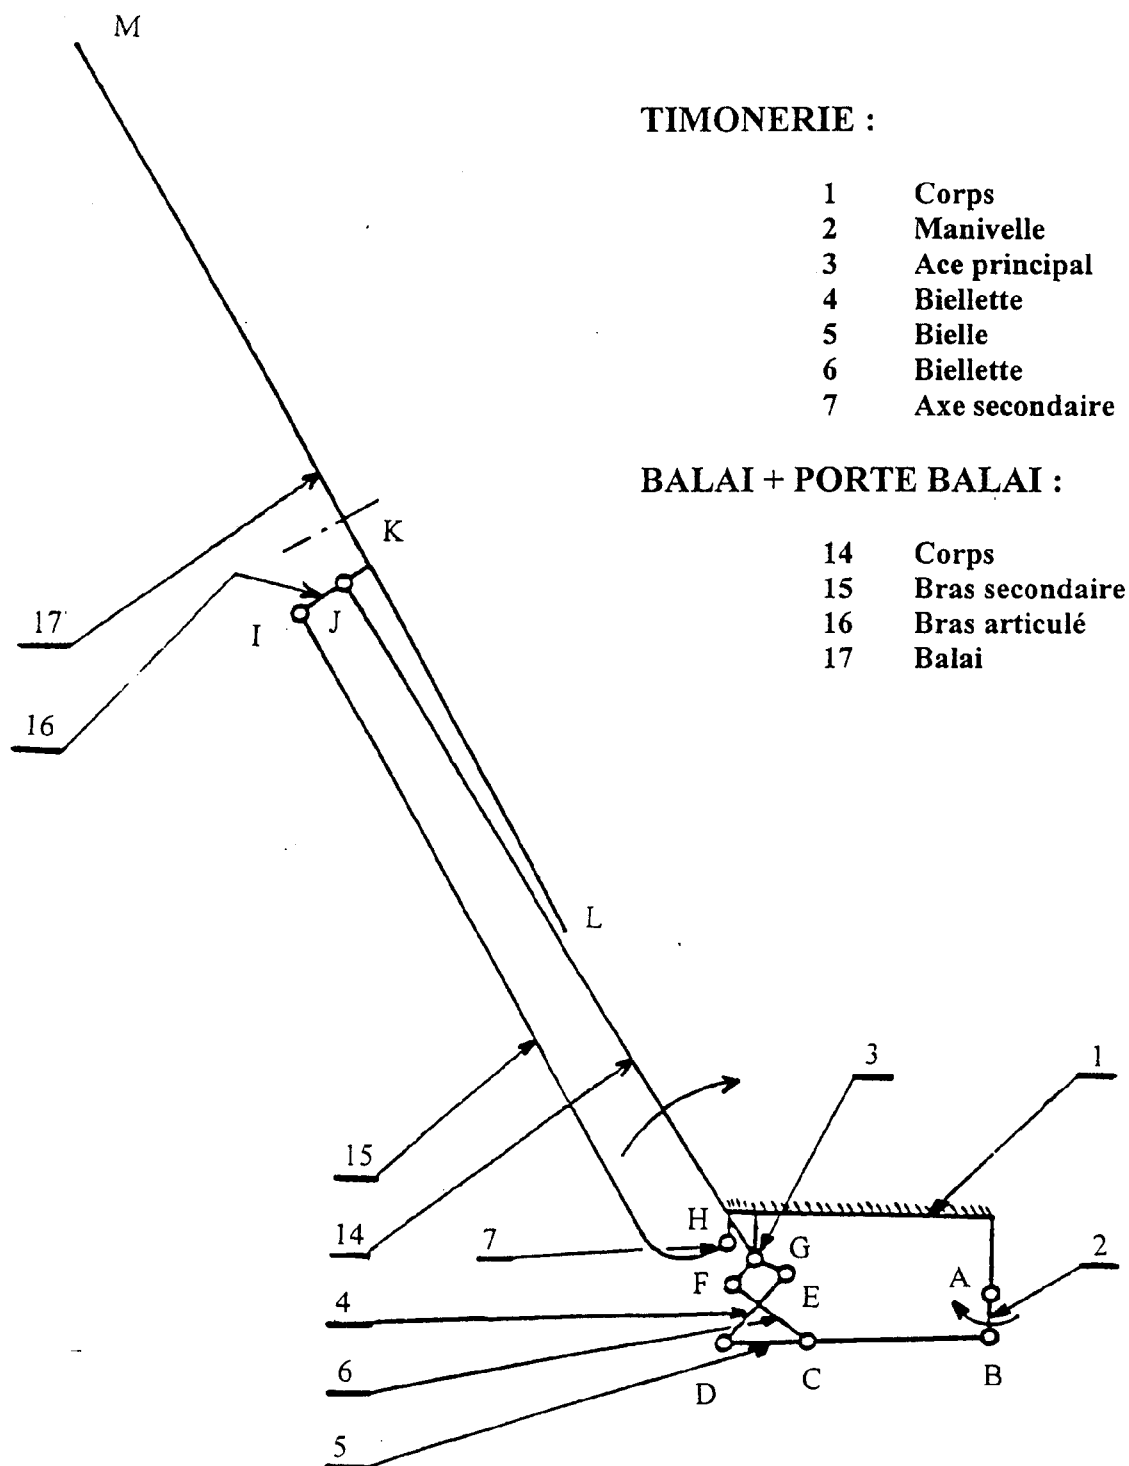 M
TIMONERIE :
1 Corps
2 Manivelle
3 Ace principal
4 Biellette
5 Bielle
6 Biellette
7 Axe secondaire
BALAI + PORTE BALAI :
14 Corps
15 Bras secondaire
16 Bras articulé
17 Balai
K
17
I
J
16
L
3
1
15
H
7
14
G
A
2
F
E
4
6
D
C
B
5